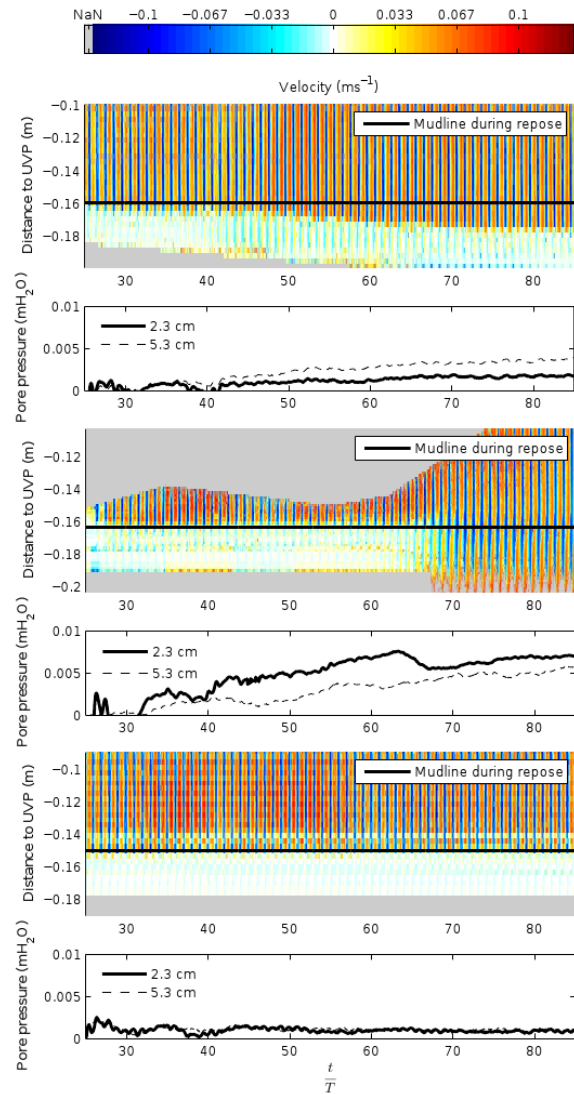 NaN −0.1 −0.067 −0.033 0 0.033 0.067 0.1
Velocity (ms⁻¹)
Distance to UVP (m)
−0.1
−0.12
−0.14
−0.16
−0.18
Mudline during repose
30 40 50 60 70 80
Pore pressure (mH₂O)
0.01
0.005
0
2.3 cm
5.3 cm
30 40 50 60 70 80
Distance to UVP (m)
−0.12
−0.14
−0.16
−0.18
−0.2
Mudline during repose
30 40 50 60 70 80
Pore pressure (mH₂O)
0.01
0.005
0
2.3 cm
5.3 cm
30 40 50 60 70 80
Distance to UVP (m)
−0.1
−0.12
−0.14
−0.16
−0.18
Mudline during repose
30 40 50 60 70 80
Pore pressure (mH₂O)
0.01
0.005
0
2.3 cm
5.3 cm
30 40 50 60 70 80
t
T